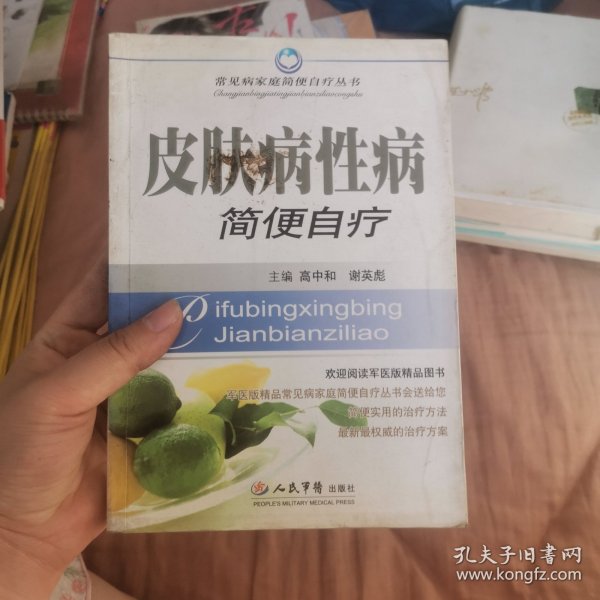 常见病家庭简便自疗丛书
Changjianbingjiatingjianbianziliaocongshu
皮肤病性病
简便自疗
主编 高中和 谢英彪
Pifubingxingbing
Jianbianziliao
欢迎阅读军医版精品图书
军医版精品常见病家庭简便自疗丛书会送给您
简便实用的治疗方法
最新最权威的治疗方案
人民军医 出版社
PEOPLE'S MILITARY MEDICAL PRESS
孔夫子旧书网
www.kongfz.com